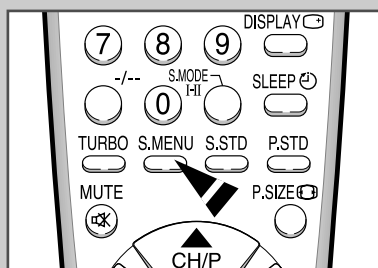 DISPLAY
7 8 9
-/-- S.MODE SLEEP
I-II
0
TURBO S.MENU S.STD P.STD
MUTE P.SIZE
CH/P